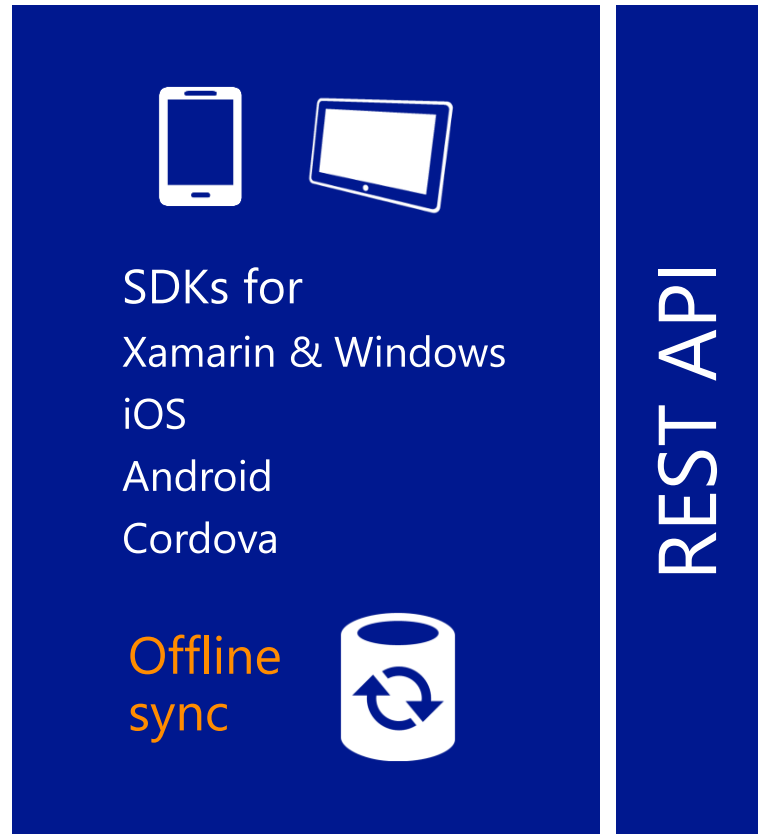 SDKs for
Xamarin & Windows
iOS
Android
Cordova
Offline
sync
REST API